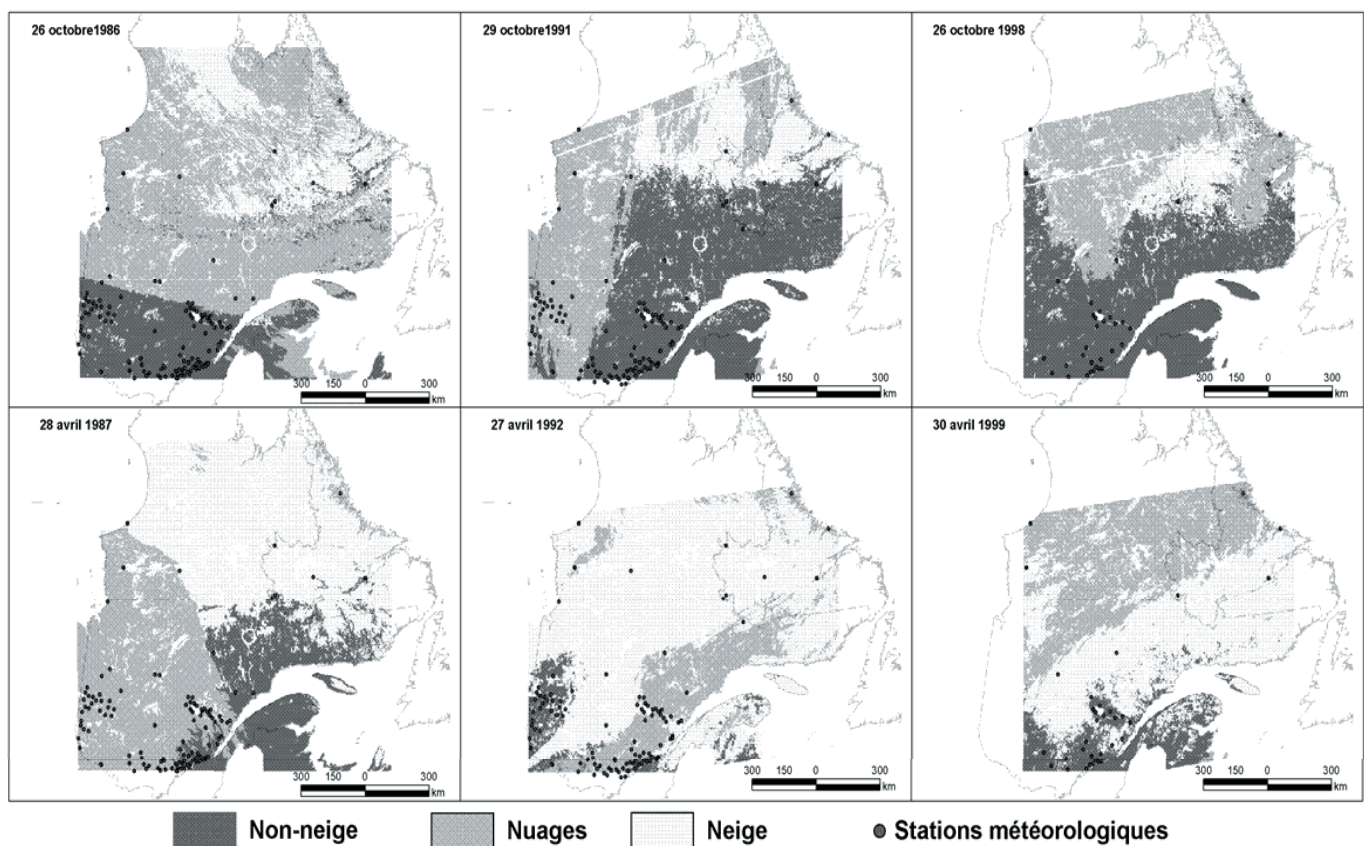 26 octobre1986
29 octobre1991
26 octobre 1998
300 150 0 300
km
300 150 0 300
km
300 150 0 300
km
28 avril 1987
27 avril 1992
30 avril 1999
300 150 0 300
km
300 150 0 300
km
300 150 0 300
km
Non-neige
Nuages
Neige
Stations météorologiques